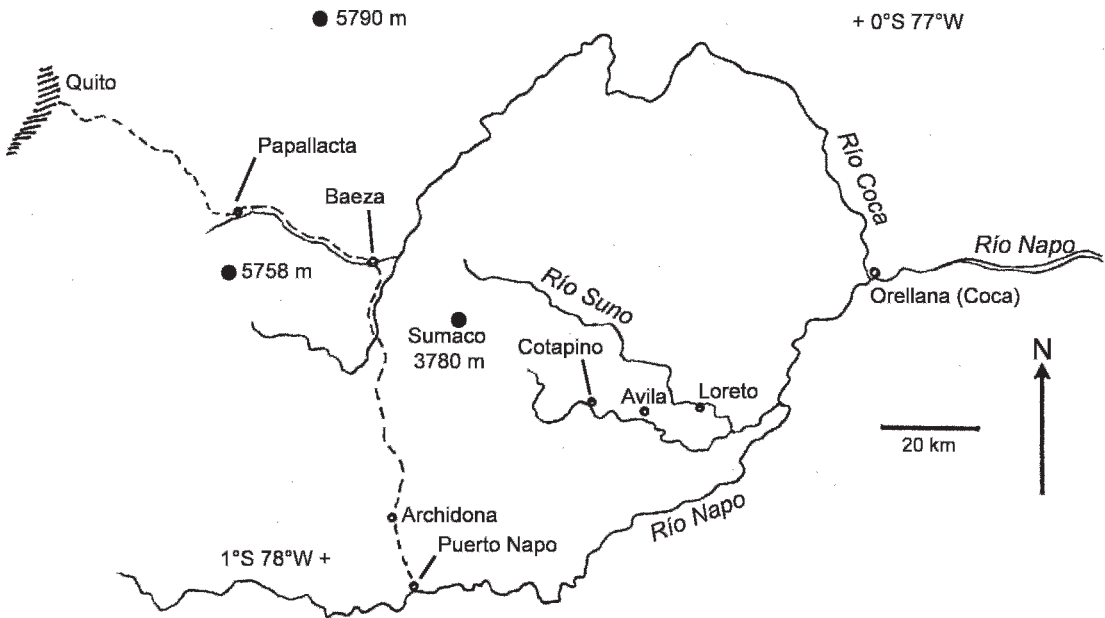 5790 m
+ 0°S 77°W
Quito
Papallacta
Baeza
Río Coca
Río Napo
5758 m
Río Suno
Orellana (Coca)
Sumaco
3780 m
Cotapino
Avila
Loreto
N
20 km
Río Napo
Archidona
Puerto Napo
1°S 78°W +